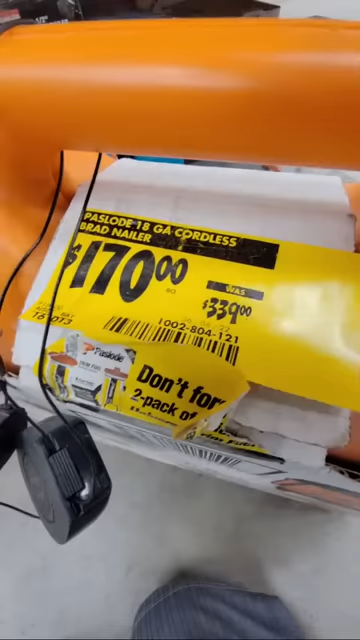 PASLODE 18 GA CORDLESS
BRAD NAILER
$170.00
WAS
$339.00
1002-804-121
Paslode
Don't for
2-pack of